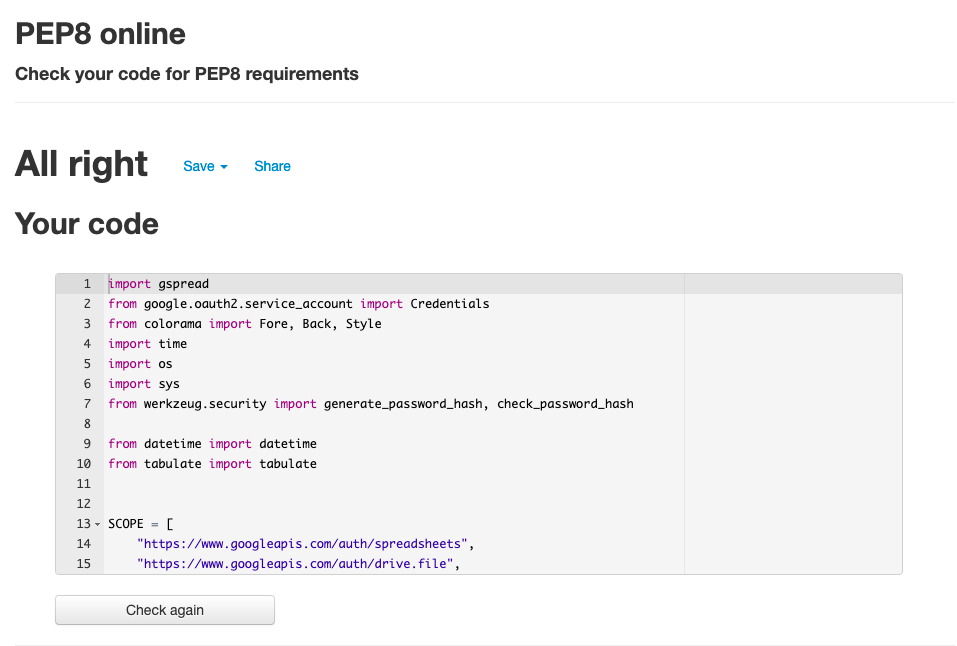 PEP8 online
Check your code for PEP8 requirements
All right Save Share
Your code
1 import gspread
2 from google.oauth2.service_account import Credentials
3 from colorama import Fore, Back, Style
4 import time
5 import os
6 import sys
7 from werkzeug.security import generate_password_hash, check_password_hash
8
9 from datetime import datetime
10 from tabulate import tabulate
11
12
13 SCOPE = [
14     "https://www.googleapis.com/auth/spreadsheets",
15     "https://www.googleapis.com/auth/drive.file",
Check again